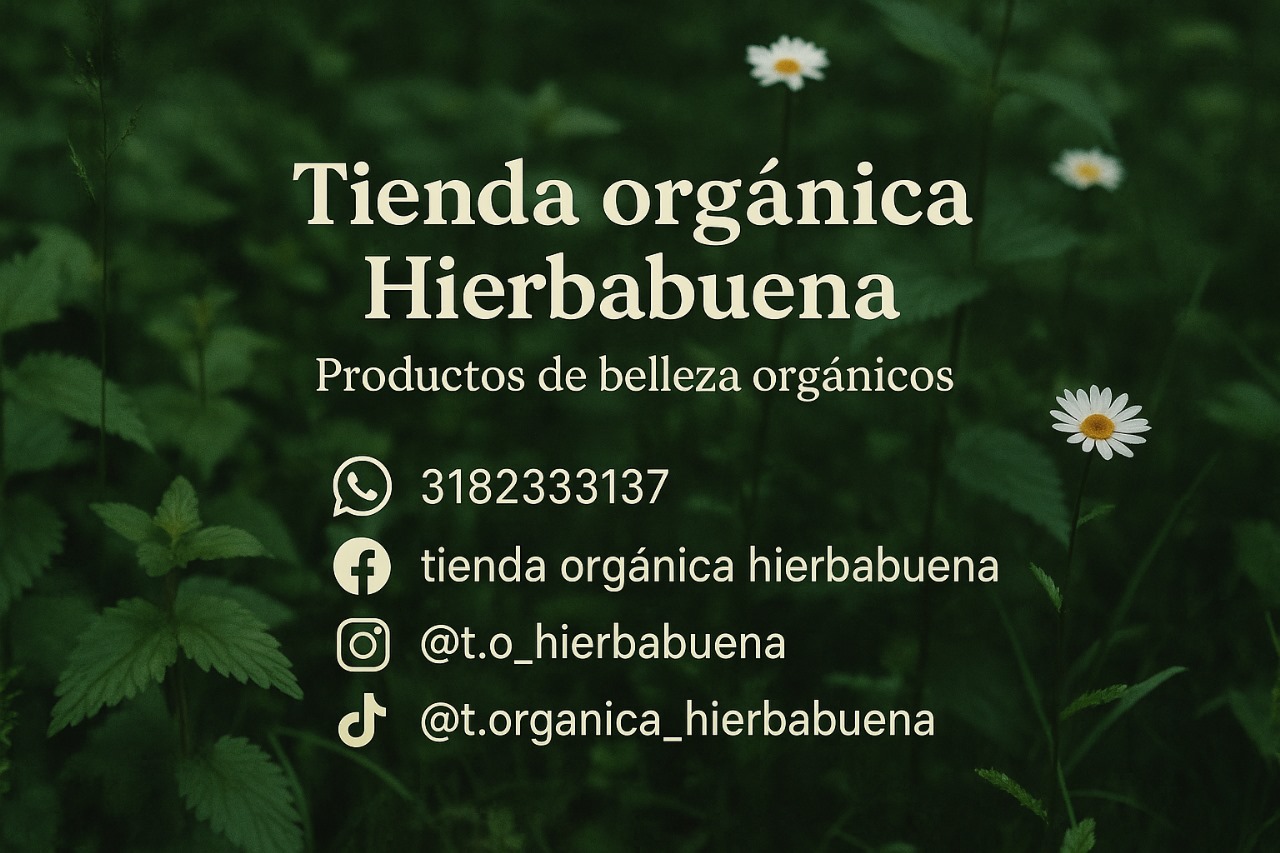 Tienda orgánica
Hierbabuena
Productos de belleza orgánicos
3182333137
tienda orgánica hierbabuena
@t.o_hierbabuena
@t.organica_hierbabuena